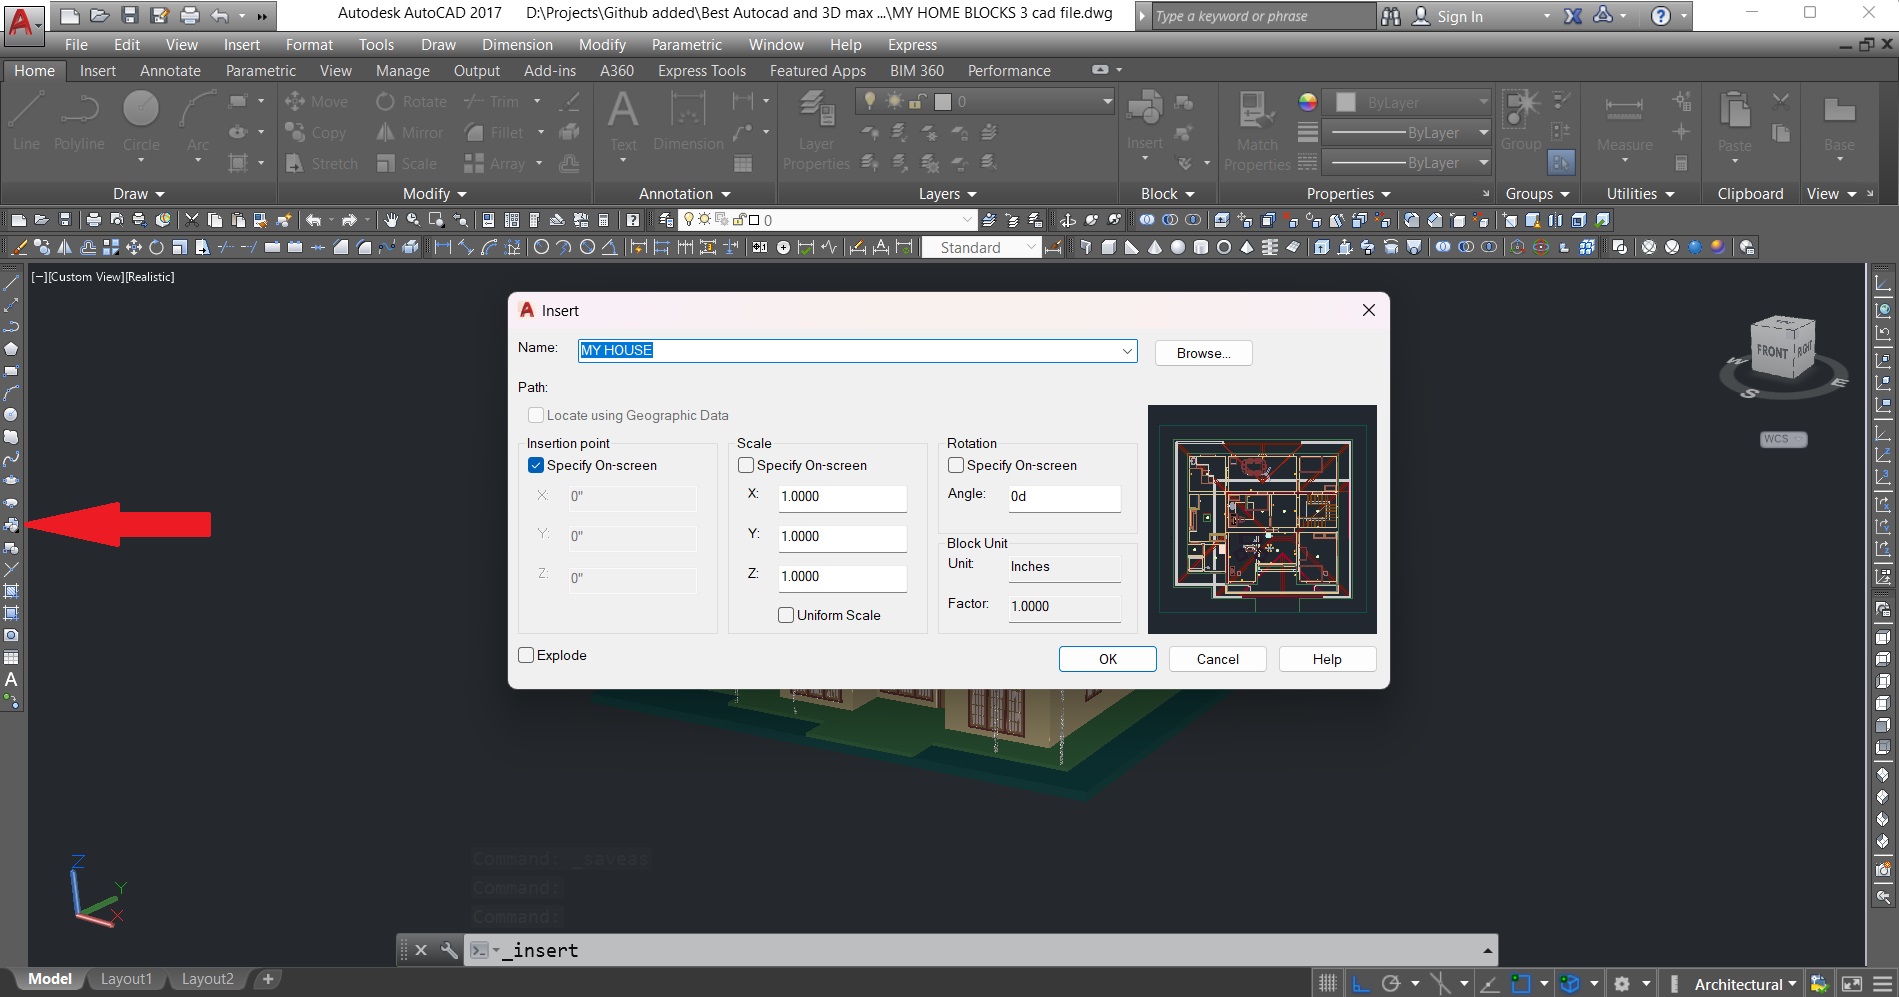 Autodesk AutoCAD 2017 D:\Projects\Github added\Best Autocad and 3D max ...\MY HOME BLOCKS 3 cad file.dwg
Type a keyword or phrase
Sign In
File Edit View Insert Format Tools Draw Dimension Modify Parametric Window Help Express
Home Insert Annotate Parametric View Manage Output Add-ins A360 Express Tools Featured Apps BIM 360 Performance
Line Polyline Circle Arc
Move Rotate Trim
Copy Mirror Fillet
Stretch Scale Array
Text Dimension
Layer Properties
0
Insert
Match Properties
ByLayer
ByLayer
ByLayer
Group
Measure
Paste
Base
Draw Modify Annotation Layers Block Properties Groups Utilities Clipboard View
0
Standard
[−][Custom View][Realistic]
Insert
Name: MY HOUSE Browse...
Path:
Locate using Geographic Data
Insertion point
Specify On-screen
X: 0"
Y: 0"
Z: 0"
Scale
Specify On-screen
X: 1.0000
Y: 1.0000
Z: 1.0000
Uniform Scale
Rotation
Specify On-screen
Angle: 0d
Block Unit
Unit: Inches
Factor: 1.0000
Explode
OK Cancel Help
FRONT RIGHT
W S E
WCS
Z
Y
X
Command: _saveas
Command:
Command:
_insert
Model Layout1 Layout2 +
Architectural